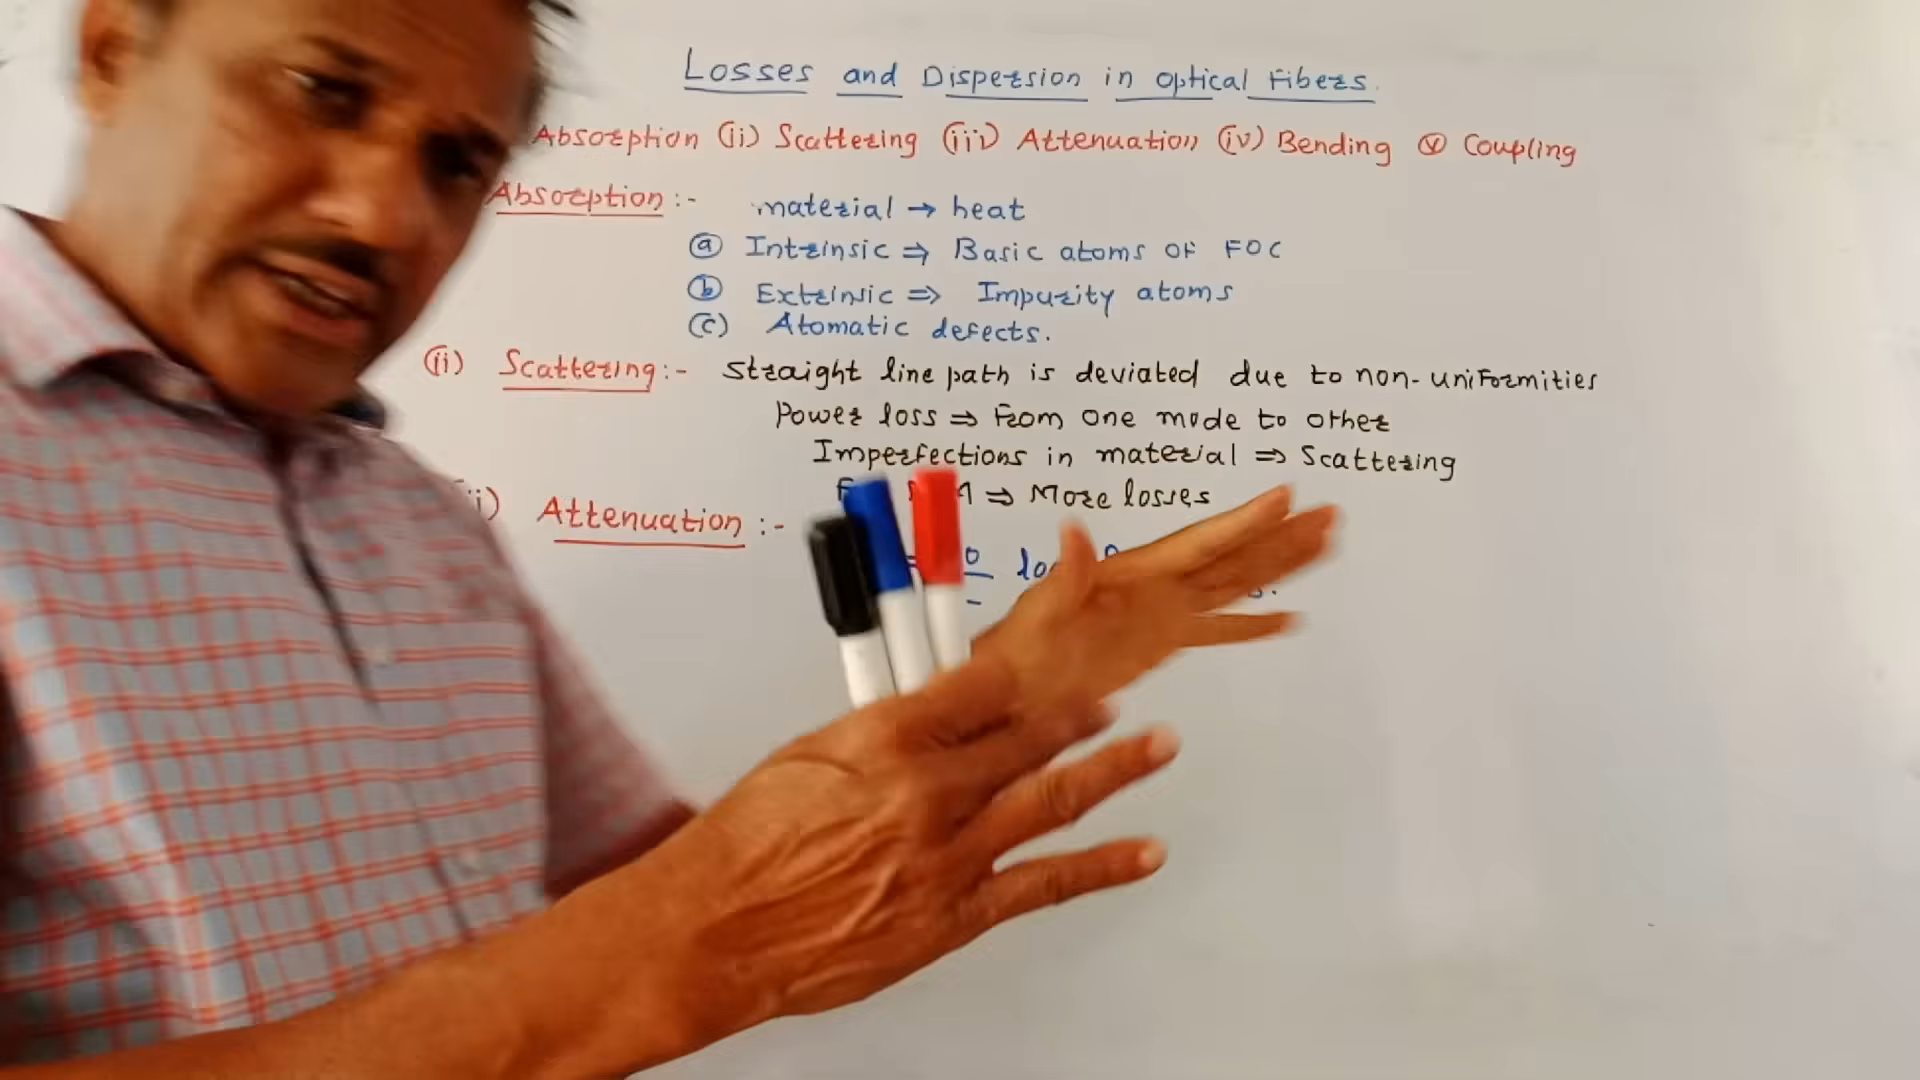 Losses and Dispersion in Optical Fibers.
Absorption (ii) Scattering (iii) Attenuation (iv) Bending (v) Coupling
Absorption :- material → heat
(a) Intrinsic ⇒ Basic atoms of FOC
(b) Extrinsic ⇒ Impurity atoms
(c) Atomatic defects.
(ii) Scattering :- Straight line path is deviated due to non-uniformities
Power loss ⇒ From one mode to other
Imperfections in material ⇒ Scattering
⇒ More losses
Attenuation :-